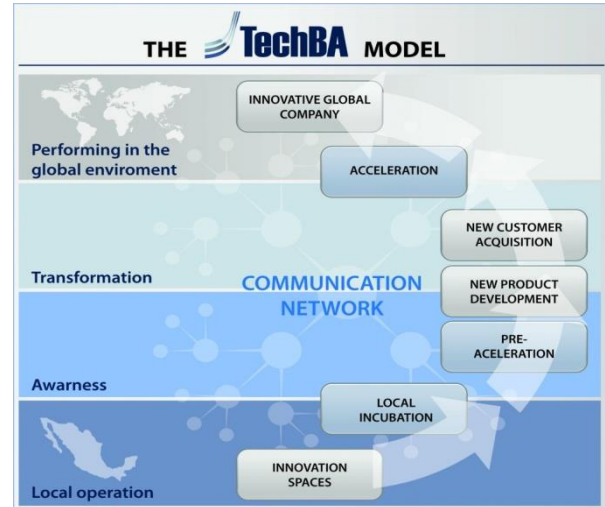 THE TechBA MODEL
INNOVATIVE GLOBAL
COMPANY
Performing in the
global enviroment
ACCELERATION
NEW CUSTOMER
ACQUISITION
Transformation
COMMUNICATION
NETWORK
NEW PRODUCT
DEVELOPMENT
PRE-
ACELERATION
Awarness
LOCAL
INCUBATION
INNOVATION
SPACES
Local operation